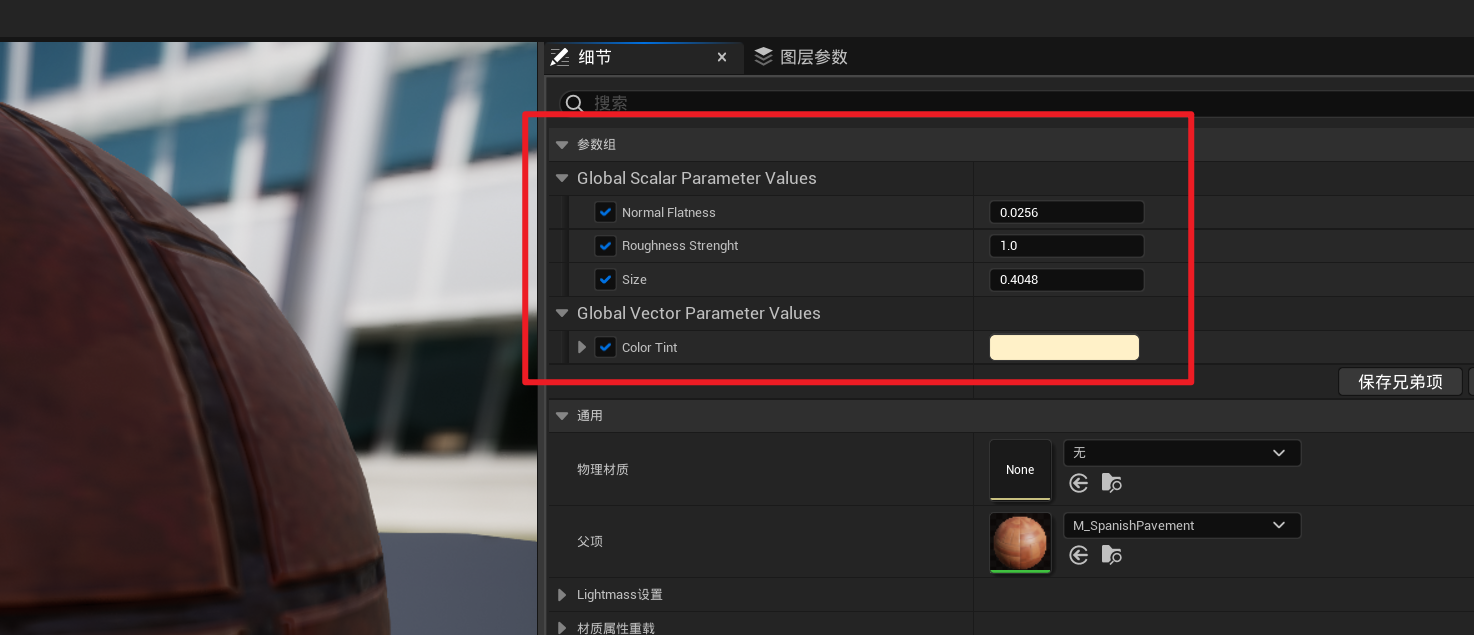 细节
图层参数
搜索
参数组
Global Scalar Parameter Values
Normal Flatness
0.0256
Roughness Strenght
1.0
Size
0.4048
Global Vector Parameter Values
Color Tint
保存兄弟项
通用
物理材质
None
无
父项
M_SpanishPavement
Lightmass设置
材质属性重载